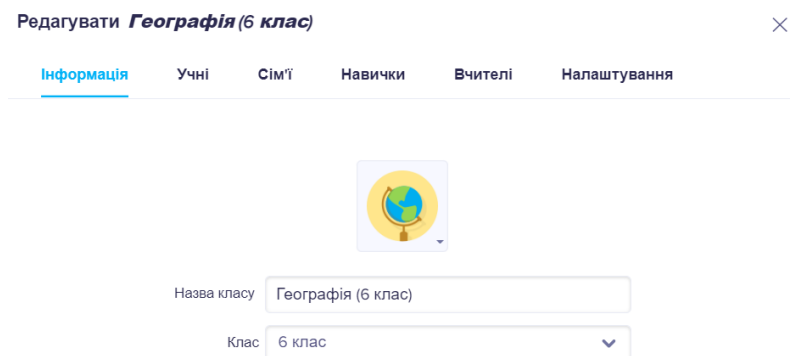 Редагувати Географія (6 клас)
Інформація Учні Сім'ї Навички Вчителі Налаштування
Назва класу Географія (6 клас)
Клас 6 клас